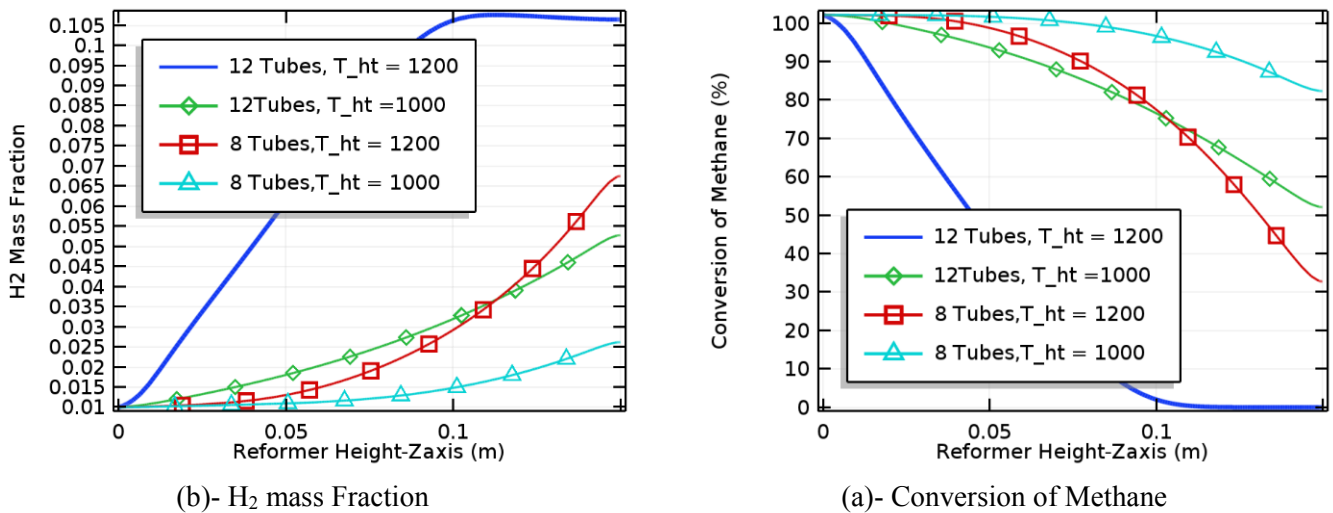 H2 Mass Fraction
0.105
0.1
0.095
0.09
0.085
0.08
0.075
0.07
0.065
0.06
0.055
0.05
0.045
0.04
0.035
0.03
0.025
0.02
0.015
0.01
12 Tubes, T_ht = 1200
12Tubes, T_ht =1000
8 Tubes,T_ht = 1200
8 Tubes,T_ht = 1000
0 0.05 0.1
Reformer Height-Zaxis (m)
(b)- H₂ mass Fraction
Conversion of Methane (%)
100
90
80
70
60
50
40
30
20
10
0
12 Tubes, T_ht = 1200
12Tubes, T_ht =1000
8 Tubes,T_ht = 1200
8 Tubes,T_ht = 1000
0 0.05 0.1
Reformer Height-Zaxis (m)
(a)- Conversion of Methane